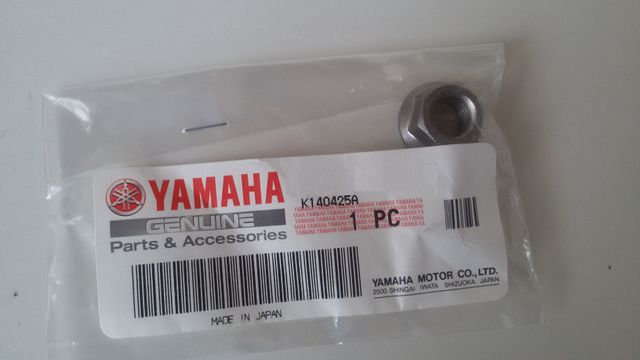 YAMAHA
GENUINE
Parts & Accessories
K140425A
1 PC
YAMAHA MOTOR CO., LTD.
2500 SHINGAI IWATA SHIZUOKA JAPAN
MADE IN JAPAN